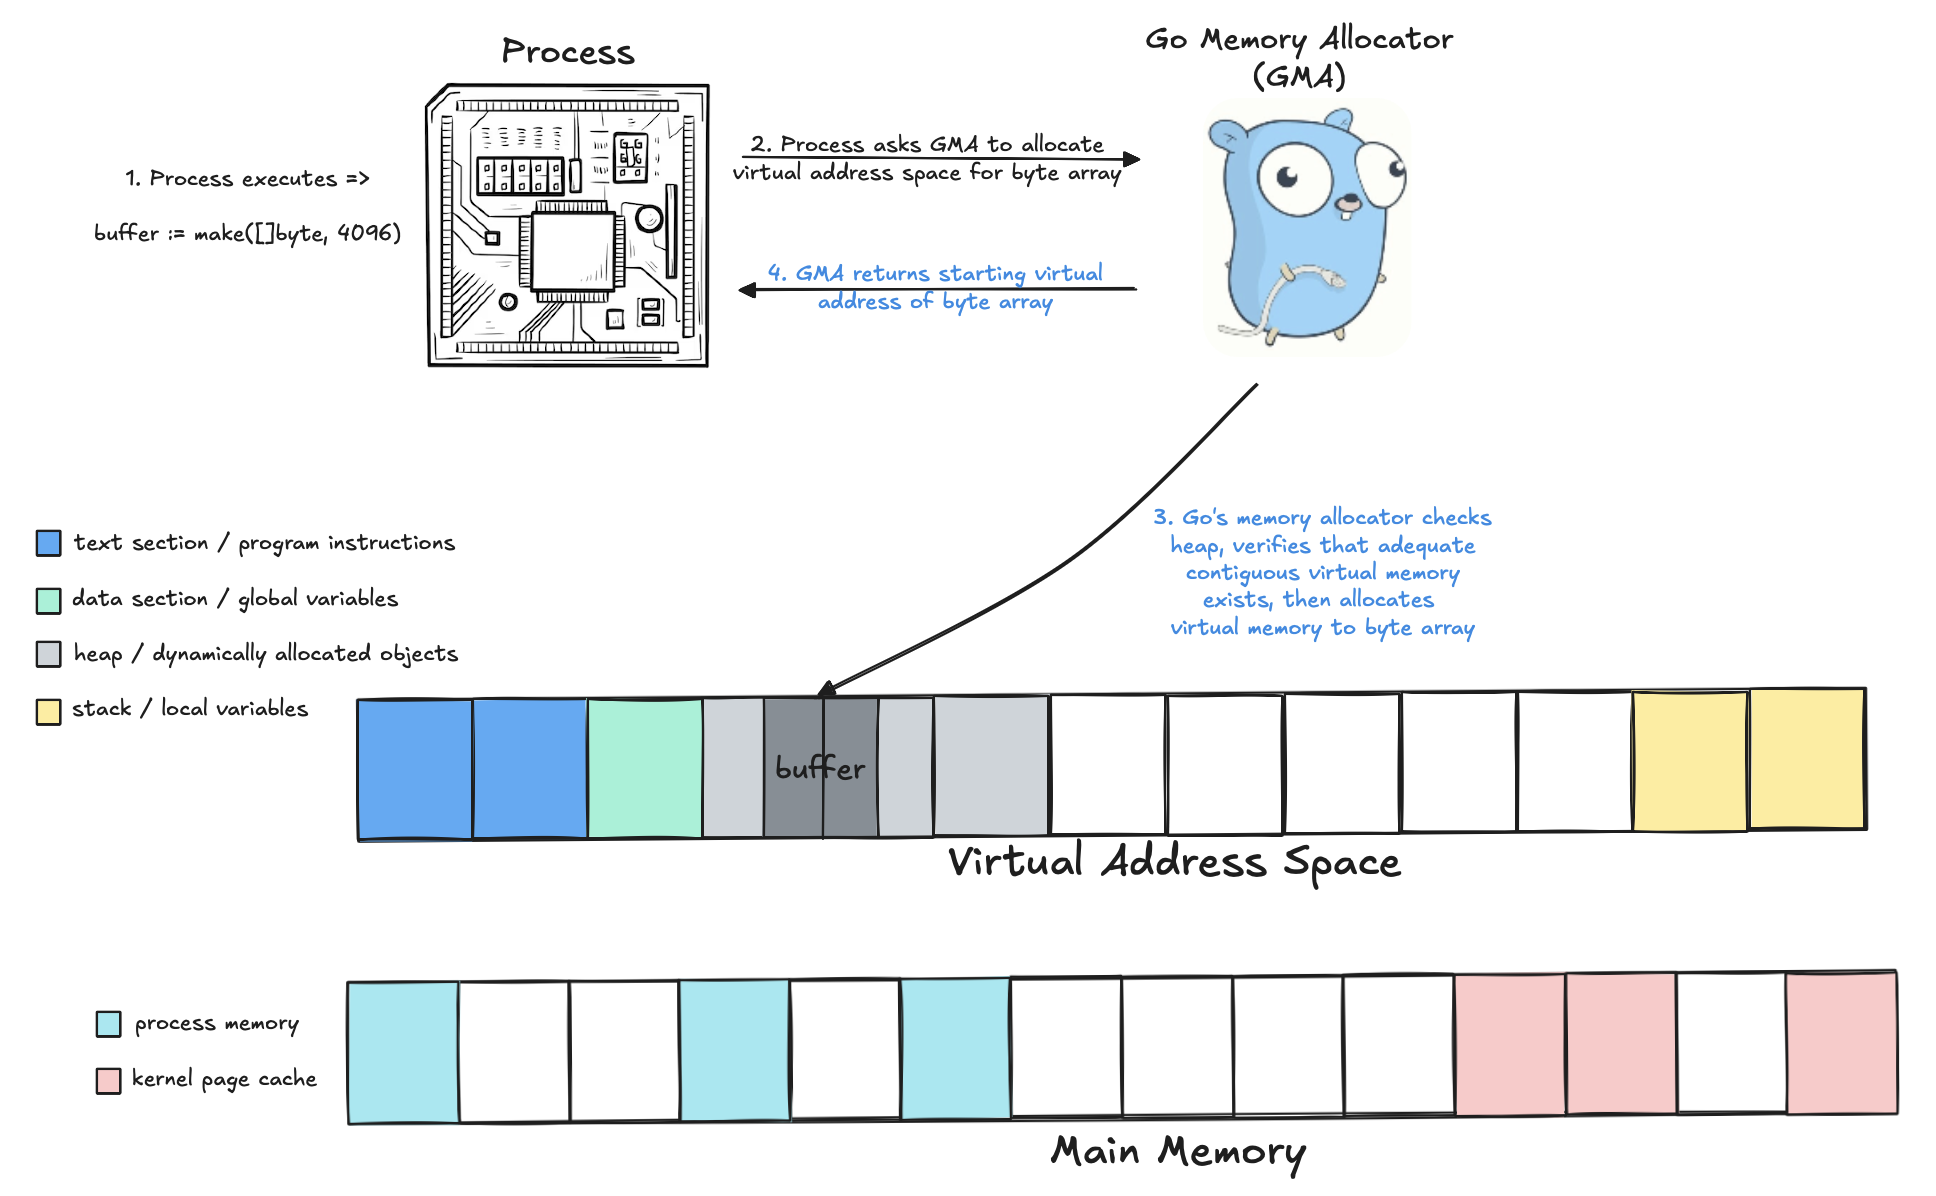 Process
Go Memory Allocator
(GMA)
1. Process executes =>
buffer := make([]byte, 4096)
2. Process asks GMA to allocate
virtual address space for byte array
4. GMA returns starting virtual
address of byte array
3. Go's memory allocator checks
heap, verifies that adequate
contiguous virtual memory
exists, then allocates
virtual memory to byte array
text section / program instructions
data section / global variables
heap / dynamically allocated objects
stack / local variables
buffer
Virtual Address Space
process memory
kernel page cache
Main Memory